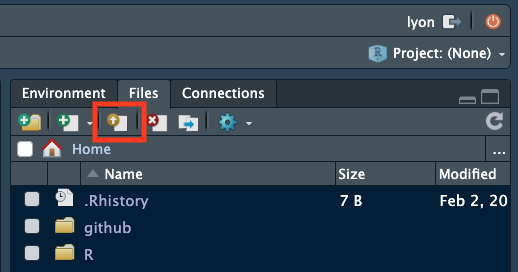 lyon
Project: (None)
Environment Files Connections
Home ...
Name Size Modified
.Rhistory 7 B Feb 2, 20
github
R